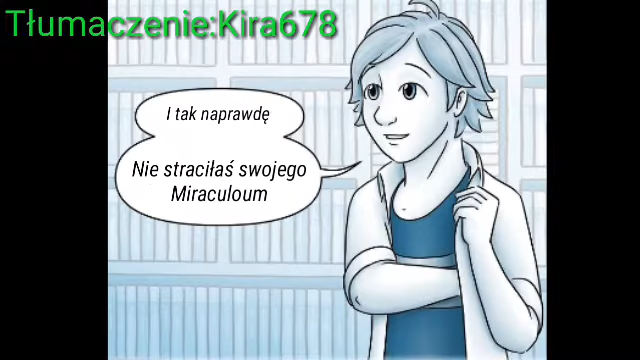 Tłumaczenie:Kira678
I tak naprawdę
Nie straciłaś swojego
Miraculoum